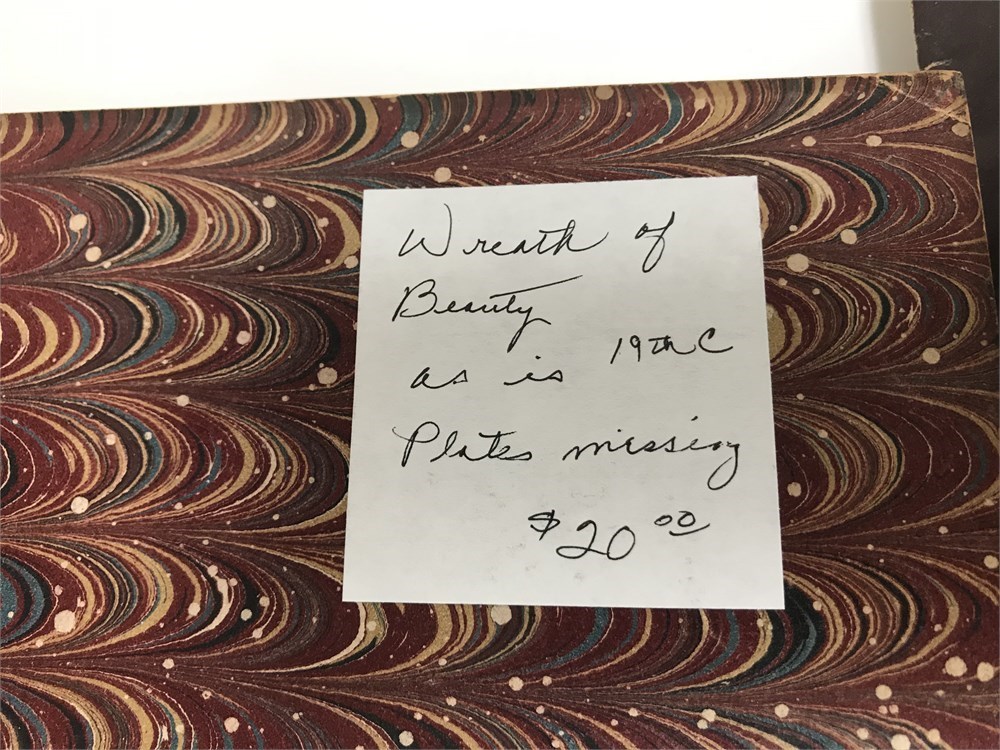 Wreath of
Beauty
as is 19th C
Plates missing
$20 00